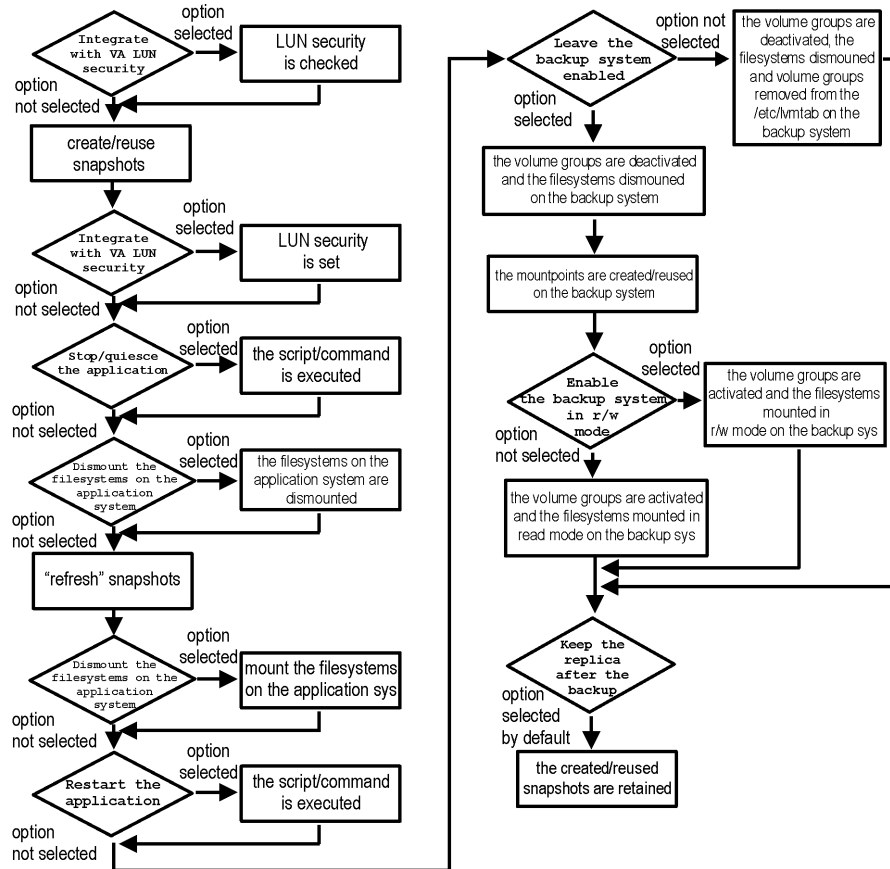 Integrate
with VA LUN
security
option
selected
LUN security
is checked
option
not selected
create/reuse
snapshots
Integrate
with VA LUN
security
option
selected
LUN security
is set
option
not selected
Stop/quiesce
the application
option
selected
the script/command
is executed
option
not selected
Dismount the
filesystems on the
application
system
option
selected
the filesystems on the
application system are
dismounted
option
not selected
“refresh” snapshots
Dismount the
filesystems on the
application
system
option
selected
mount the filesystems
on the application sys
option
not selected
Restart the
application
option
selected
the script/command
is executed
option
not selected
Leave the
backup system
enabled
option not
selected
the volume groups are
deactivated, the
filesystems dismouned
and volume groups
removed from the
/etc/lvmtab on the
backup system
option
selected
the volume groups are deactivated
and the filesystems dismouned
on the backup system
the mountpoints are created/reused
on the backup system
Enable
the backup system
in r/w
mode
option
selected
the volume groups are
activated and the filesystems
mounted in
r/w mode on the backup sys
option
not selected
the volume groups are activated
and the filesystems mounted in
read mode on the backup sys
Keep the
replica
after the
backup
option
selected
by default
the created/reused
snapshots are retained